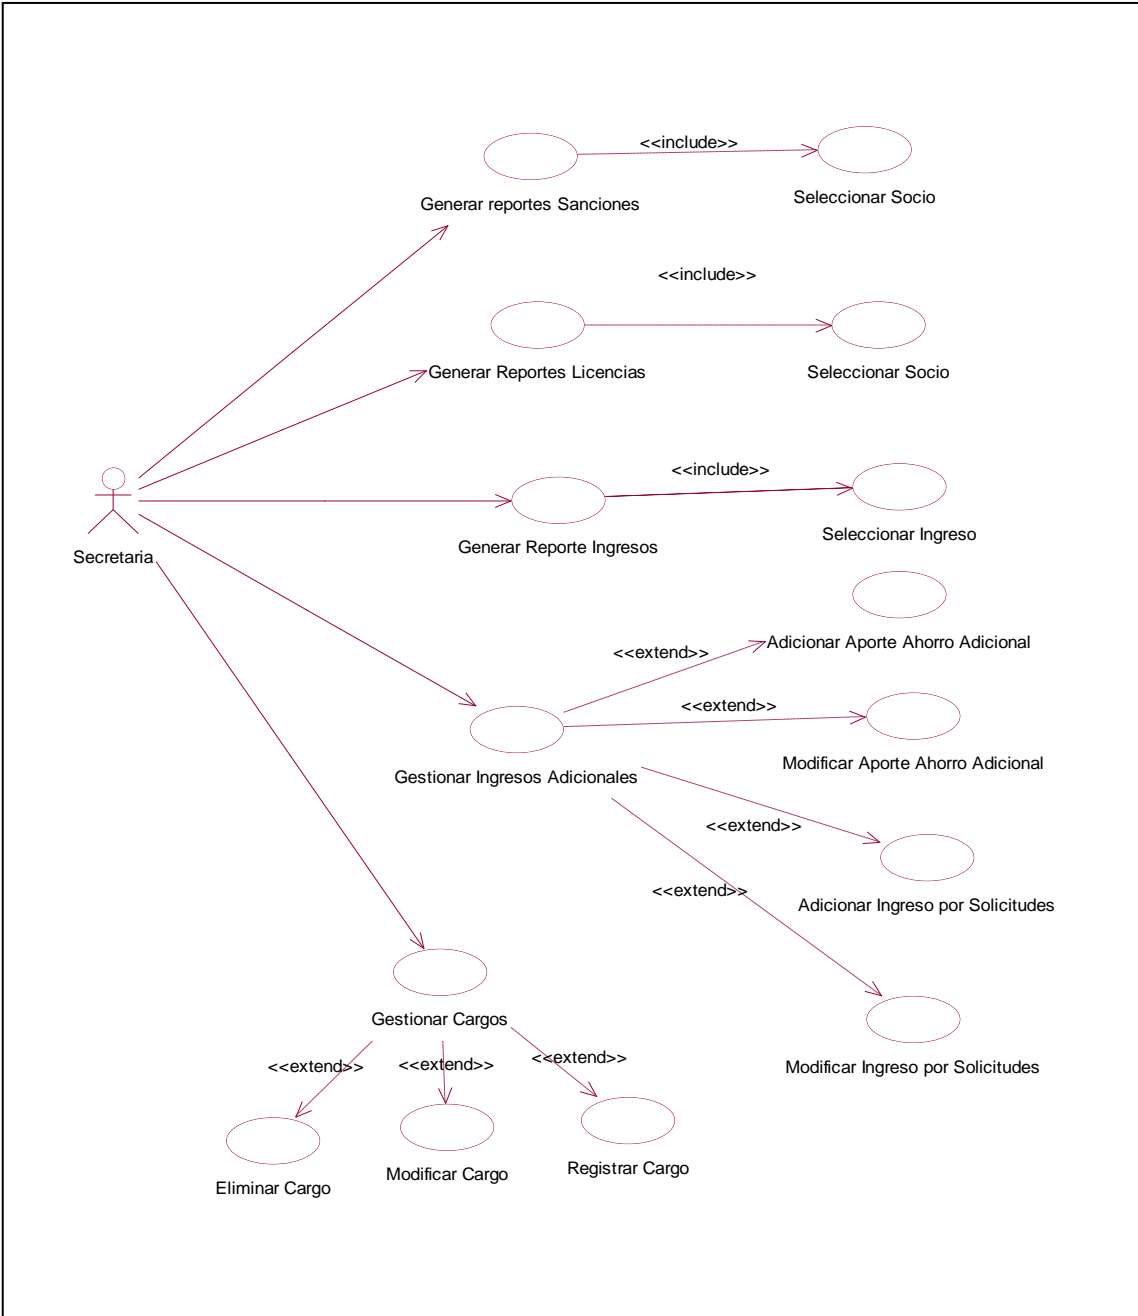 <<include>>
Generar reportes Sanciones
Seleccionar Socio
<<include>>
Generar Reportes Licencias
Seleccionar Socio
<<include>>
Generar Reporte Ingresos
Seleccionar Ingreso
Secretaria
<<extend>>
Adicionar Aporte Ahorro Adicional
<<extend>>
Gestionar Ingresos Adicionales
Modificar Aporte Ahorro Adicional
<<extend>>
<<extend>>
Adicionar Ingreso por Solicitudes
Gestionar Cargos
Modificar Ingreso por Solicitudes
<<extend>>
<<extend>>
<<extend>>
Eliminar Cargo
Modificar Cargo
Registrar Cargo